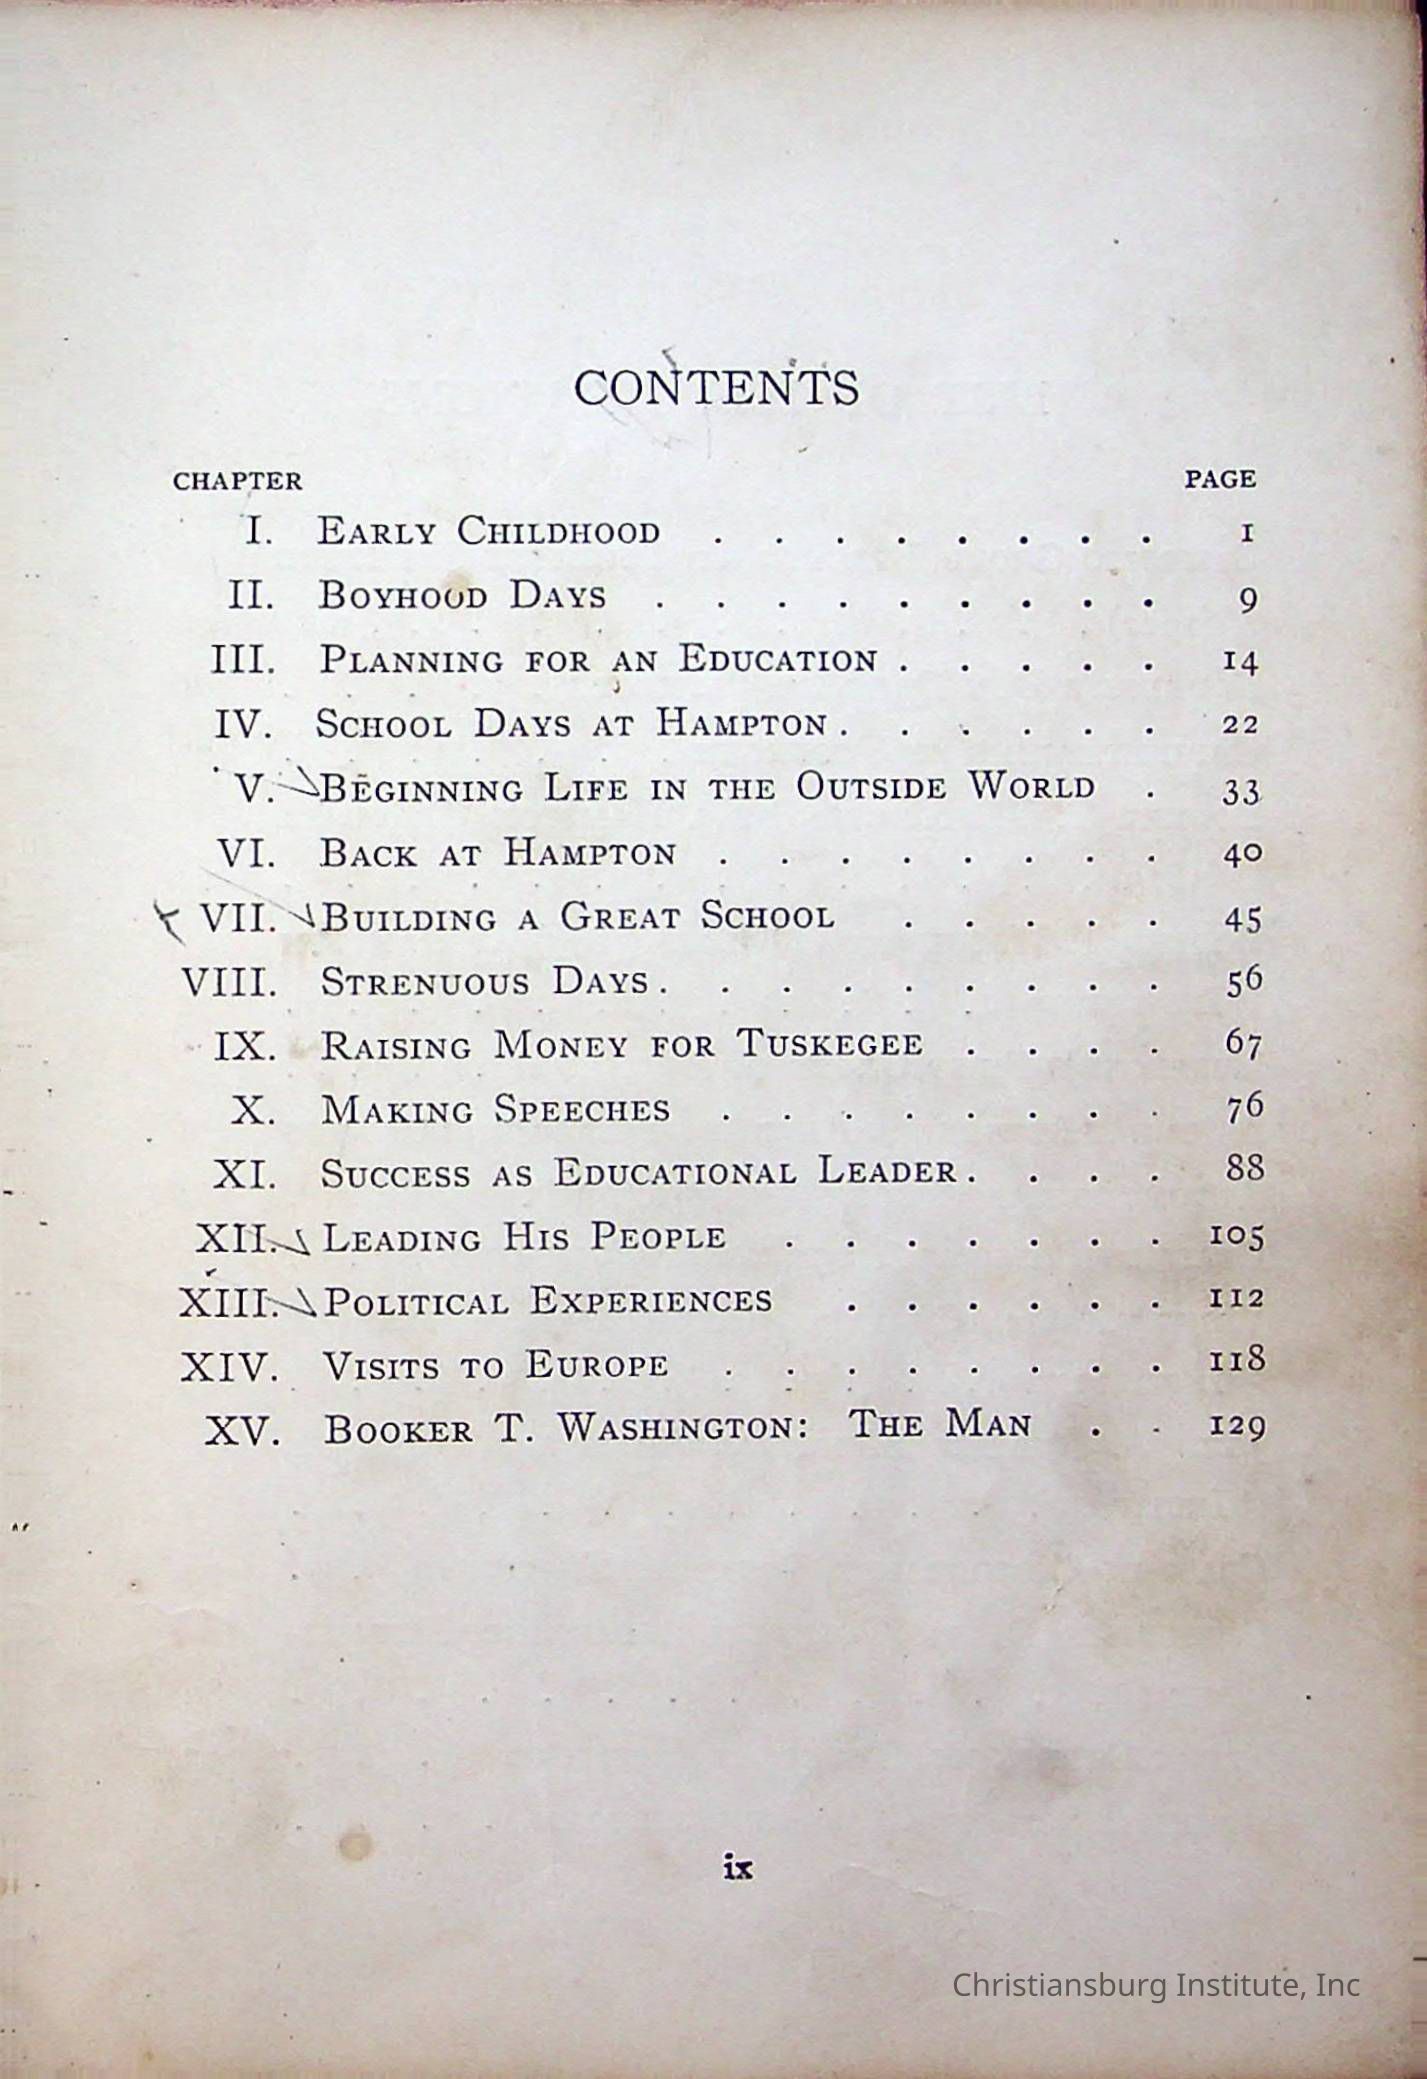 CONTENTS
CHAPTER PAGE
I. EARLY CHILDHOOD . . . . . . . . 1
II. BOYHOOD DAYS . . . . . . . . . 9
III. PLANNING FOR AN EDUCATION . . . . . 14
IV. SCHOOL DAYS AT HAMPTON . . . . . . 22
V. BEGINNING LIFE IN THE OUTSIDE WORLD . 33
VI. BACK AT HAMPTON . . . . . . . . 40
VII. BUILDING A GREAT SCHOOL . . . . . 45
VIII. STRENUOUS DAYS . . . . . . . . . 56
IX. RAISING MONEY FOR TUSKEGEE . . . . 67
X. MAKING SPEECHES . . . . . . . . 76
XI. SUCCESS AS EDUCATIONAL LEADER . . . . 88
XII. LEADING HIS PEOPLE . . . . . . . 105
XIII. POLITICAL EXPERIENCES . . . . . . 112
XIV. VISITS TO EUROPE . . . . . . . . 118
XV. BOOKER T. WASHINGTON: THE MAN . . 129
ix
Christiansburg Institute, Inc